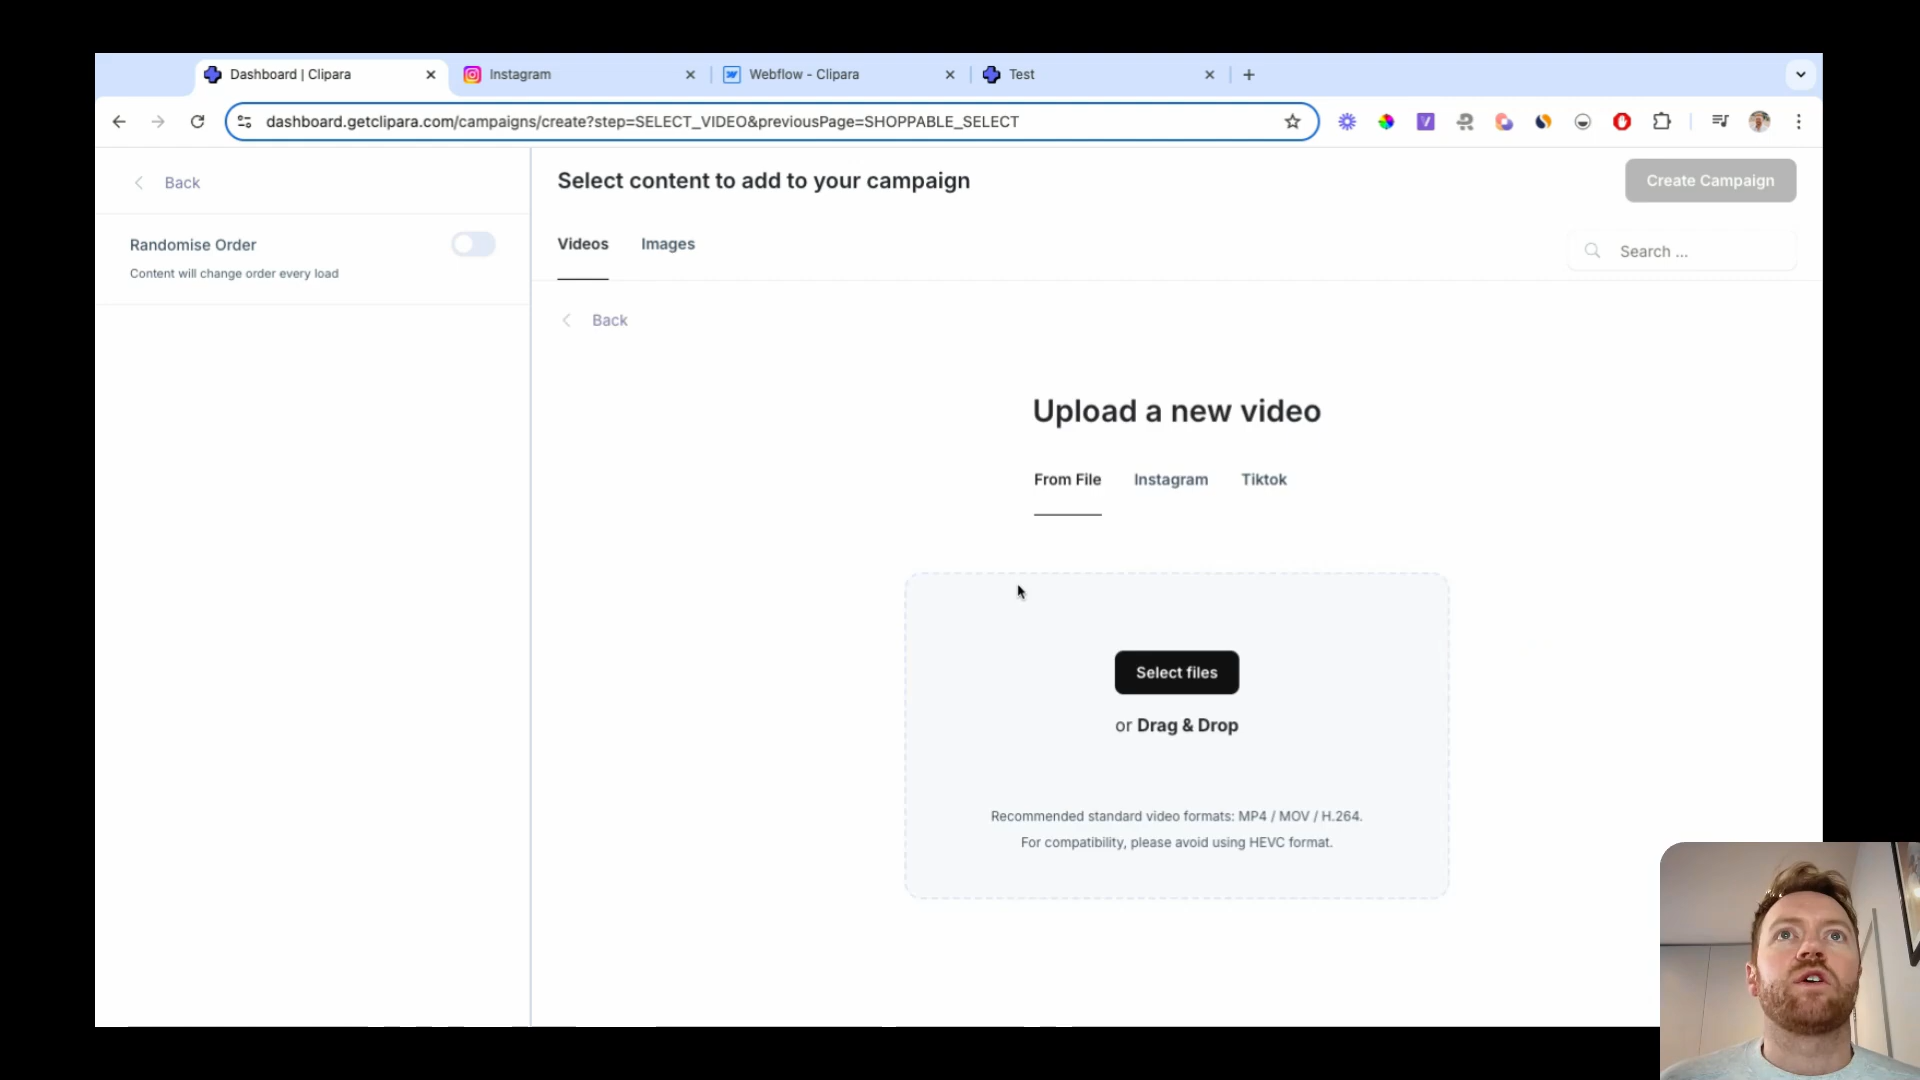 Dashboard | Clipara
Instagram
Webflow - Clipara
Test
dashboard.getclipara.com/campaigns/create?step=SELECT_VIDEO&previousPage=SHOPPABLE_SELECT
Back
Select content to add to your campaign
Create Campaign
Randomise Order
Content will change order every load
Videos
Images
Search ...
Back
Upload a new video
From File
Instagram
Tiktok
Select files
or Drag & Drop
Recommended standard video formats: MP4 / MOV / H.264.
For compatibility, please avoid using HEVC format.